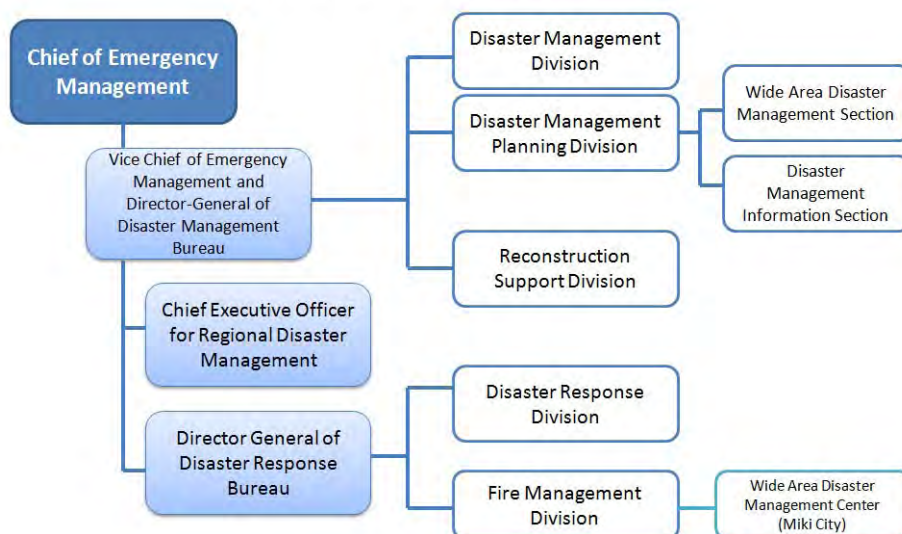 Chief of Emergency
Management
Vice Chief of Emergency
Management and
Director-General of
Disaster Management
Bureau
Chief Executive Officer
for Regional Disaster
Management
Director General of
Disaster Response
Bureau
Disaster Management
Division
Disaster Management
Planning Division
Reconstruction
Support Division
Disaster Response
Division
Fire Management
Division
Wide Area Disaster
Management Section
Disaster
Management
Information Section
Wide Area Disaster
Management Center
(Miki City)